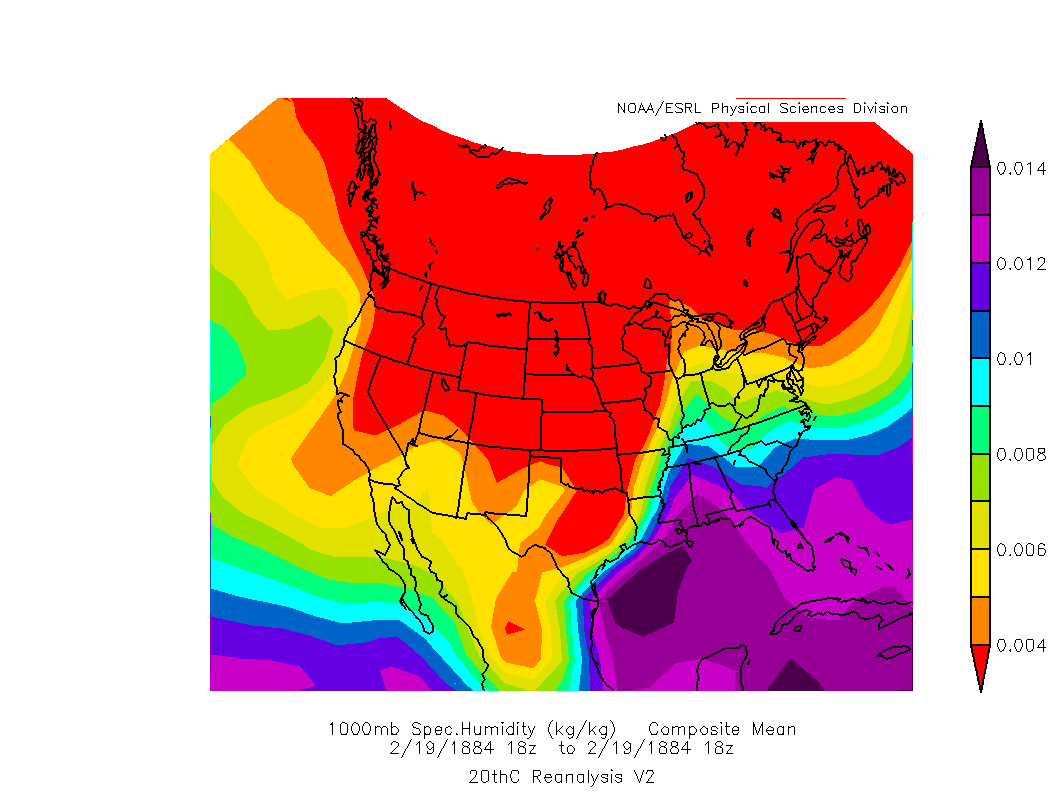 NOAA/ESRL Physical Sciences Division
0.014
0.012
0.01
0.008
0.006
0.004
1000mb Spec.Humidity (kg/kg) Composite Mean
2/19/1884 18z to 2/19/1884 18z
20thC Reanalysis V2